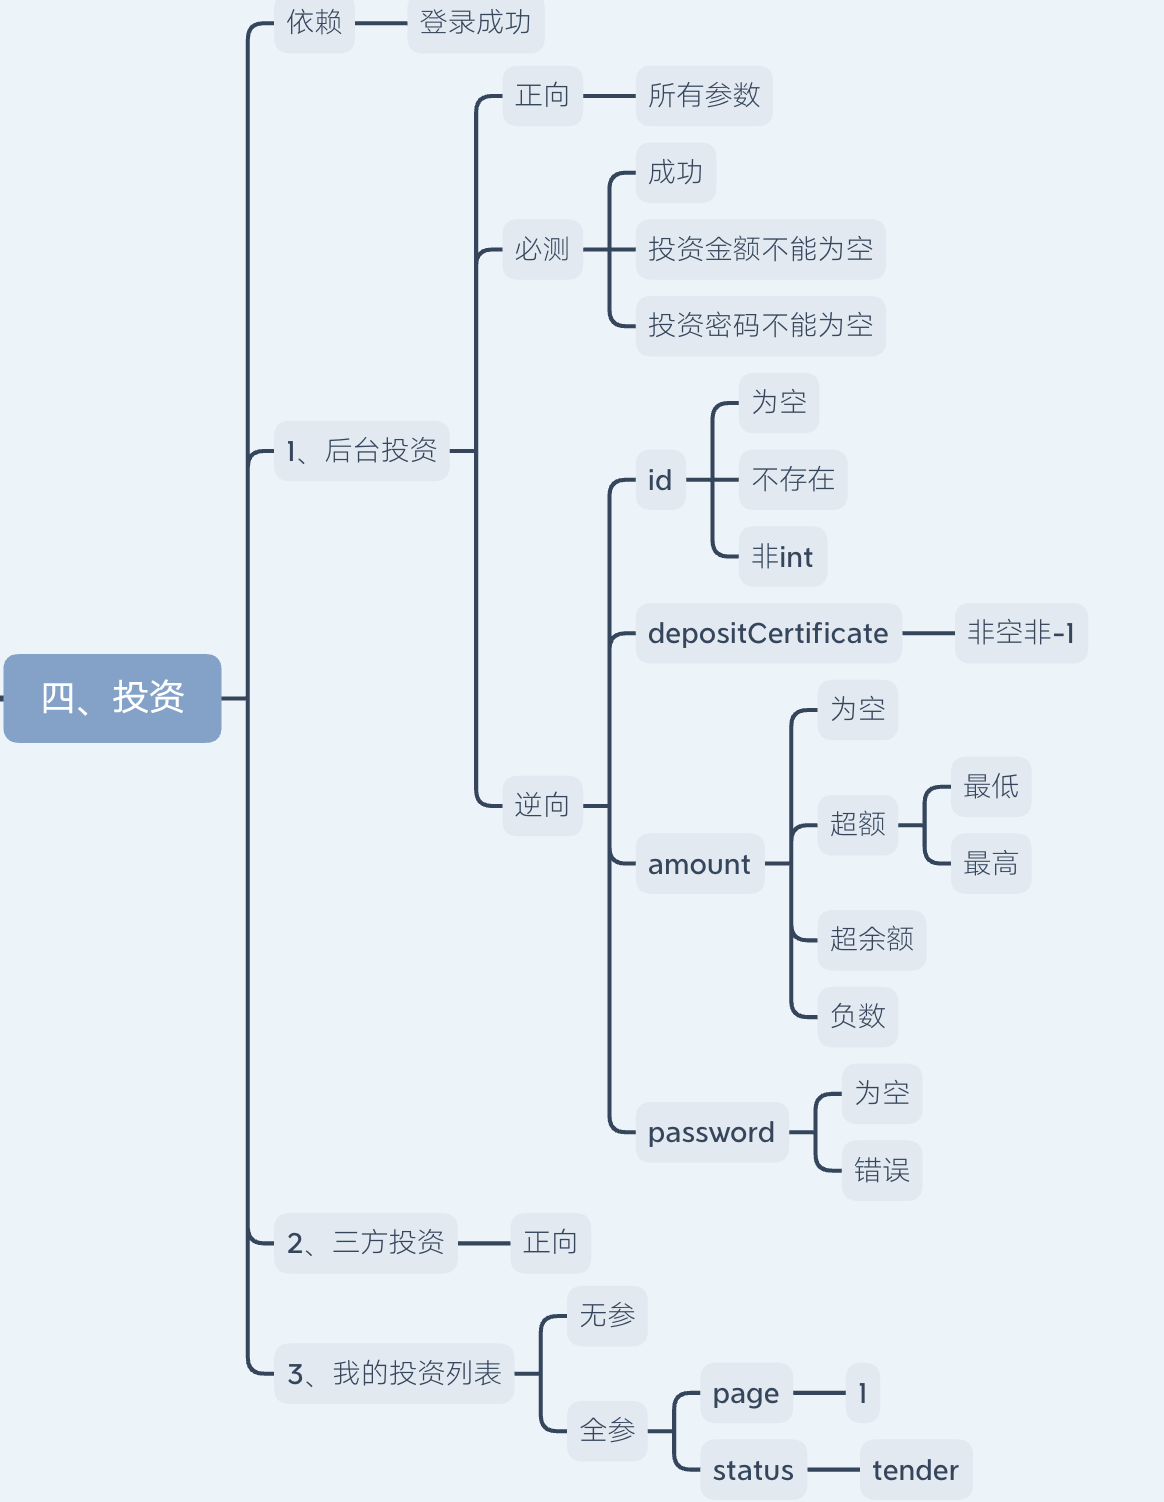 依赖
登录成功
正向
所有参数
成功
必测
投资金额不能为空
投资密码不能为空
1、后台投资
为空
id
不存在
非int
depositCertificate
非空非-1
四、投资
为空
最低
逆向
超额
amount
最高
超余额
负数
为空
password
错误
2、三方投资
正向
无参
3、我的投资列表
page
1
全参
status
tender